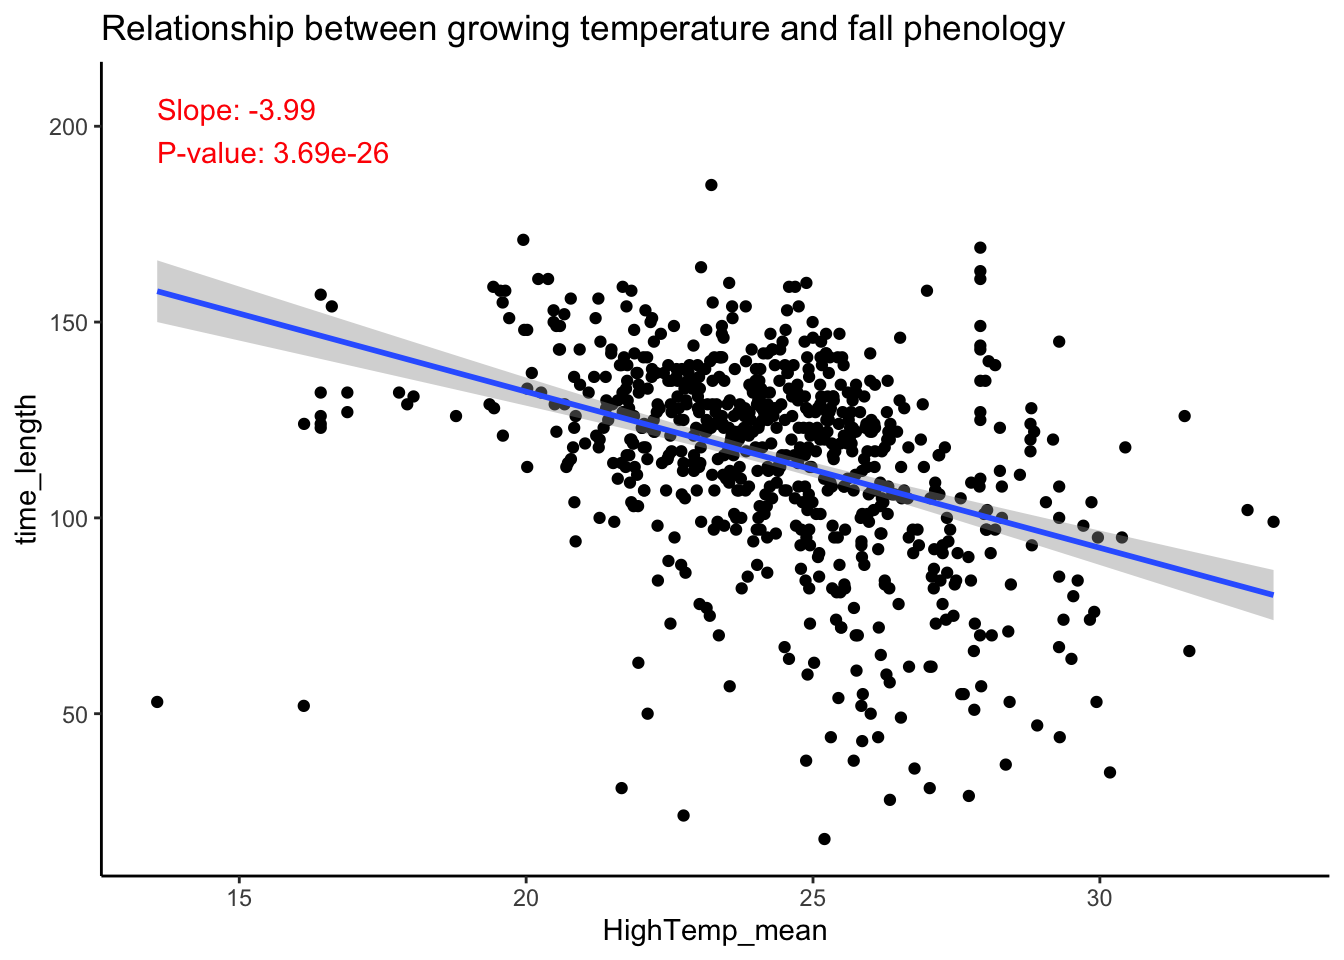 Relationship between growing temperature and fall phenology
Slope: -3.99
P-value: 3.69e-26
200
150
100
50
time_length
15 20 25 30
HighTemp_mean